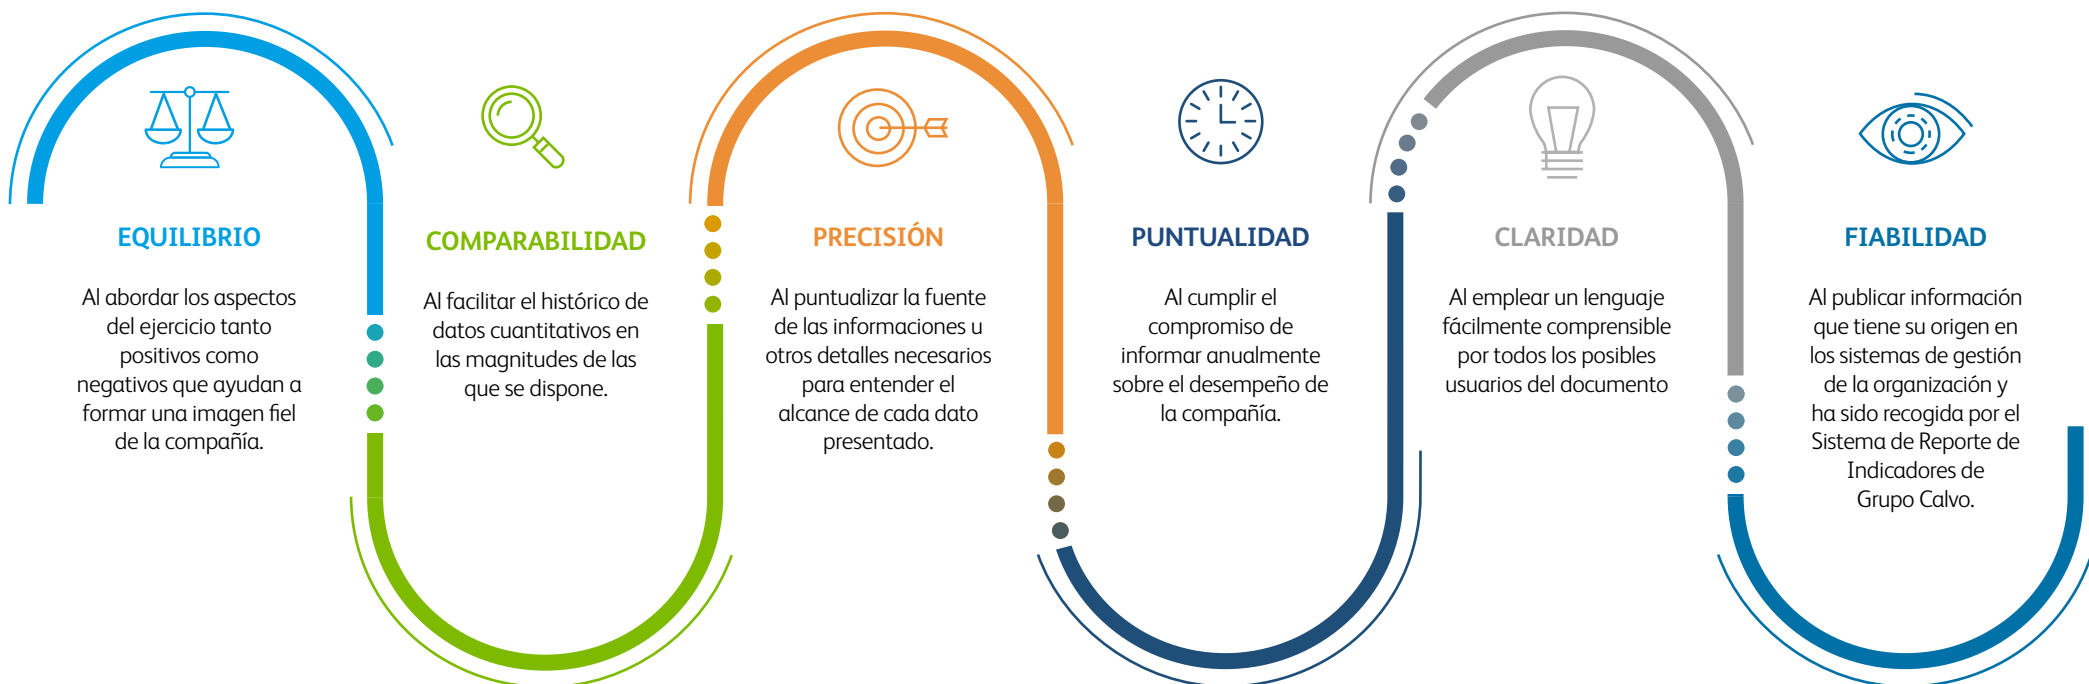 EQUILIBRIO
Al abordar los aspectos
del ejercicio tanto
positivos como
negativos que ayudan a
formar una imagen fiel
de la compañía.
COMPARABILIDAD
Al facilitar el histórico de
datos cuantitativos en
las magnitudes de las
que se dispone.
PRECISIÓN
Al puntualizar la fuente
de las informaciones u
otros detalles necesarios
para entender el
alcance de cada dato
presentado.
PUNTUALIDAD
Al cumplir el
compromiso de
informar anualmente
sobre el desempeño de
la compañía.
CLARIDAD
Al emplear un lenguaje
fácilmente comprensible
por todos los posibles
usuarios del documento
FIABILIDAD
Al publicar información
que tiene su origen en
los sistemas de gestión
de la organización y
ha sido recogida por el
Sistema de Reporte de
Indicadores de
Grupo Calvo.